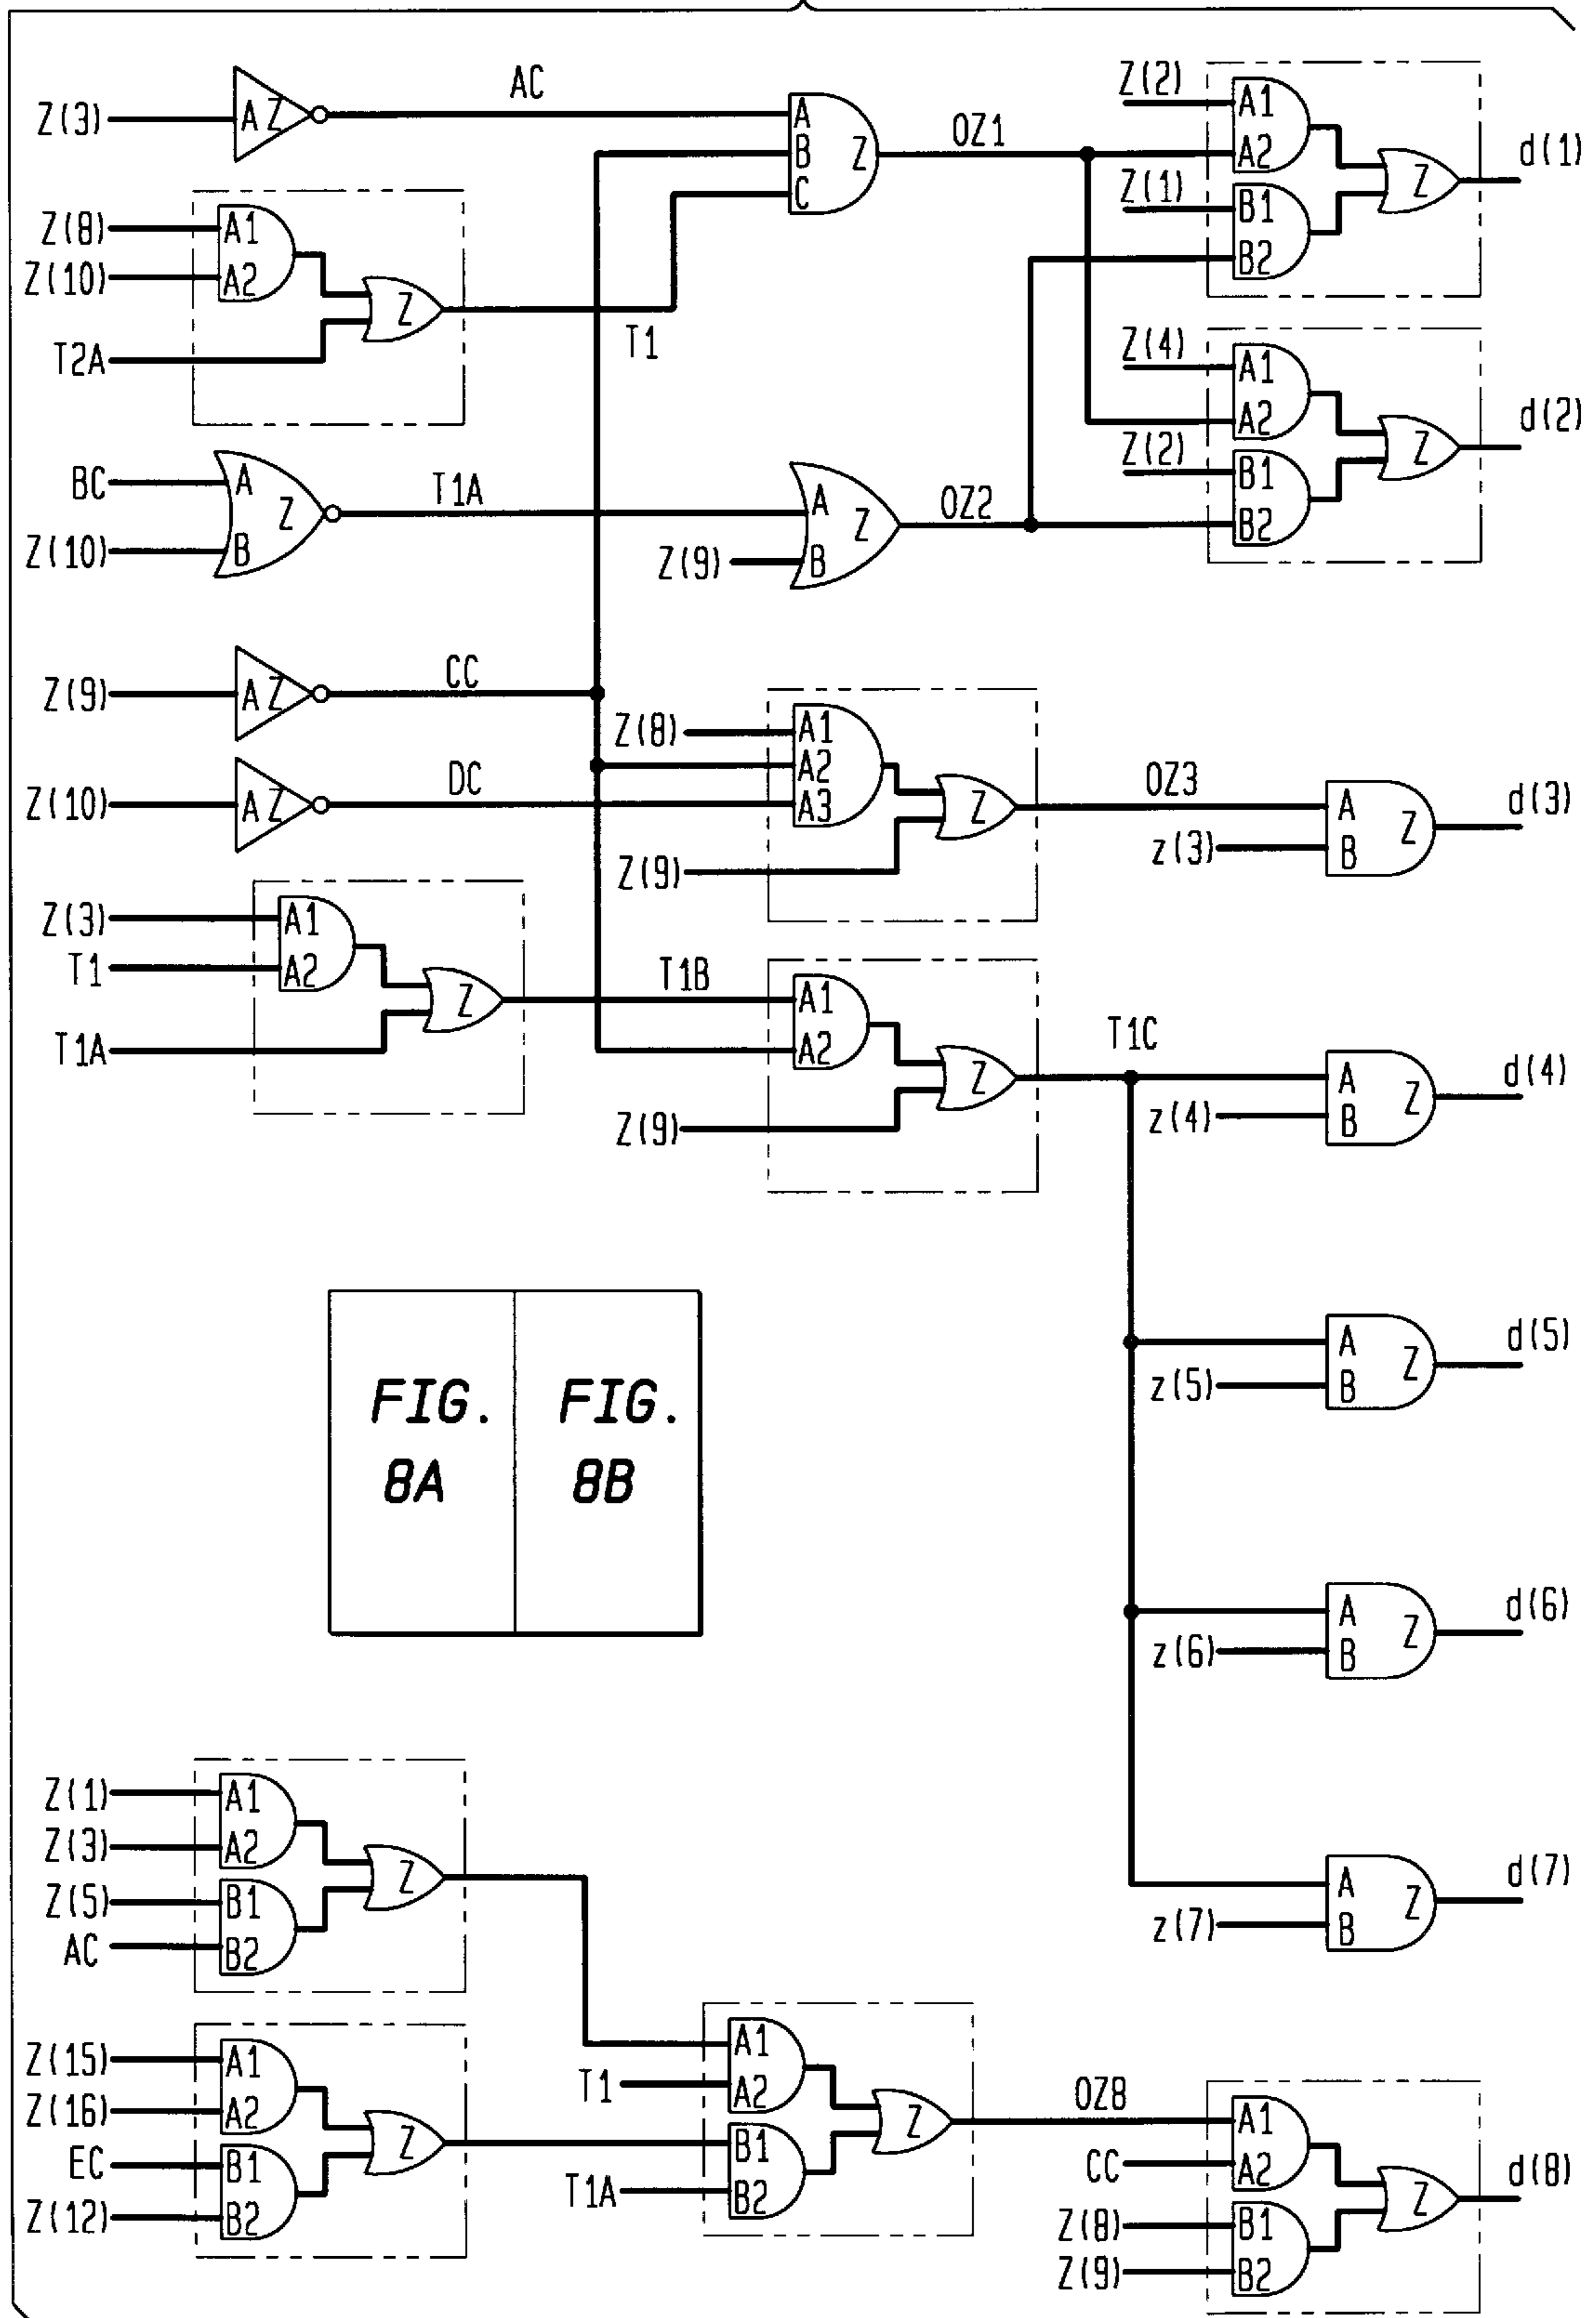 Z(3) A Z AC A B C Z OZ1 Z(2) A1 A2 Z(1) B1 B2 Z d(1)
Z(8) A1
Z(10) A2 Z T1
T2A
Z(4) A1 A2 Z(2) B1 B2 Z d(2)
BC A
Z(10) B Z T1A A Z(9) B Z OZ2
Z(9) A Z CC
Z(10) A Z DC
Z(8) A1 A2 A3 Z(9) Z OZ3 A z(3) B Z d(3)
Z(3) A1
T1 A2 Z T1B A1 A2 Z(9) Z T1C A z(4) B Z d(4)
T1A
A z(5) B Z d(5)
FIG. 8A
FIG. 8B
A z(6) B Z d(6)
A z(7) B Z d(7)
Z(1) A1
Z(3) A2
Z(5) B1
AC B2 Z
Z(15) A1
Z(16) A2
EC B1
Z(12) B2 Z
A1
T1 A2
B1
T1A B2 Z
OZ8 A1
CC A2
Z(8) B1
Z(9) B2 Z d(8)